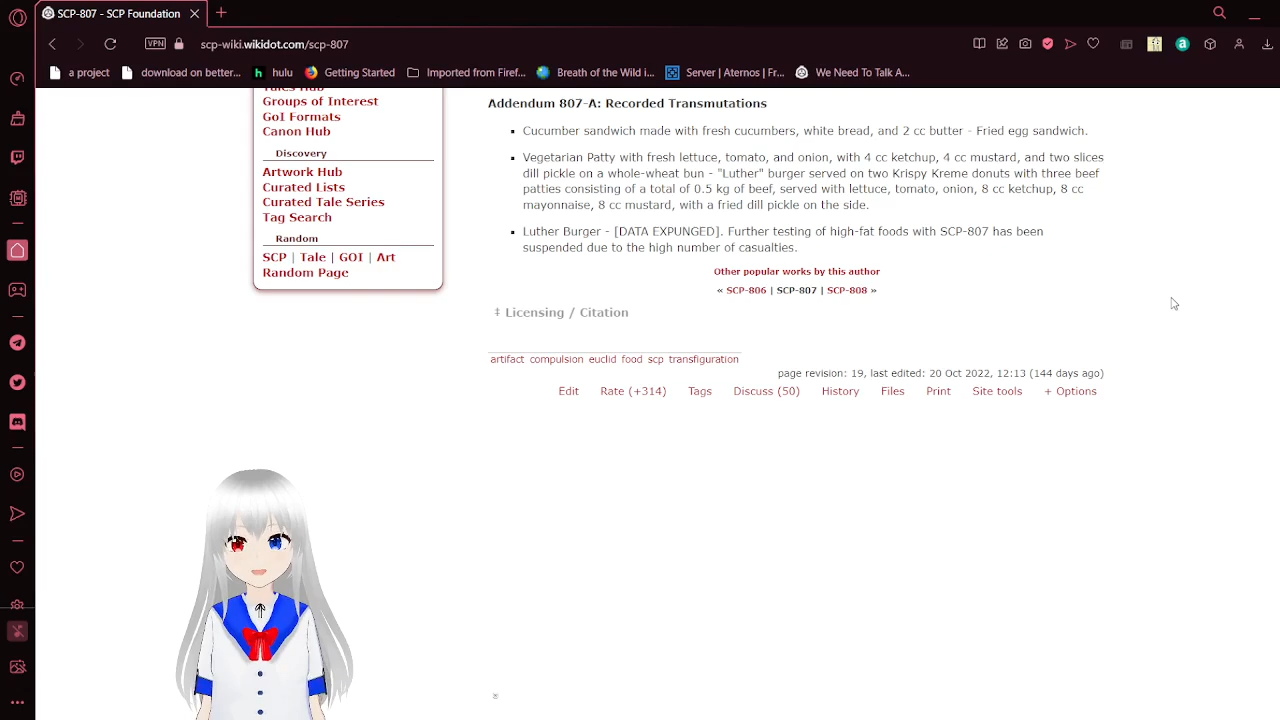 SCP-807 - SCP Foundation
VPN
scp-wiki.wikidot.com/scp-807
a project
download on better...
hulu
Getting Started
Imported from Firef...
Breath of the Wild i...
Server | Aternos | Fr...
We Need To Talk A...
Tales Hub
Groups of Interest
GoI Formats
Canon Hub
Discovery
Artwork Hub
Curated Lists
Curated Tale Series
Tag Search
Random
SCP | Tale | GOI | Art
Random Page
Addendum 807-A: Recorded Transmutations
Cucumber sandwich made with fresh cucumbers, white bread, and 2 cc butter - Fried egg sandwich.
Vegetarian Patty with fresh lettuce, tomato, and onion, with 4 cc ketchup, 4 cc mustard, and two slices
dill pickle on a whole-wheat bun - "Luther" burger served on two Krispy Kreme donuts with three beef
patties consisting of a total of 0.5 kg of beef, served with lettuce, tomato, onion, 8 cc ketchup, 8 cc
mayonnaise, 8 cc mustard, with a fried dill pickle on the side.
Luther Burger - [DATA EXPUNGED]. Further testing of high-fat foods with SCP-807 has been
suspended due to the high number of casualties.
Other popular works by this author
« SCP-806 | SCP-807 | SCP-808 »
‡ Licensing / Citation
artifact compulsion euclid food scp transfiguration
page revision: 19, last edited: 20 Oct 2022, 12:13 (144 days ago)
Edit Rate (+314) Tags Discuss (50) History Files Print Site tools + Options